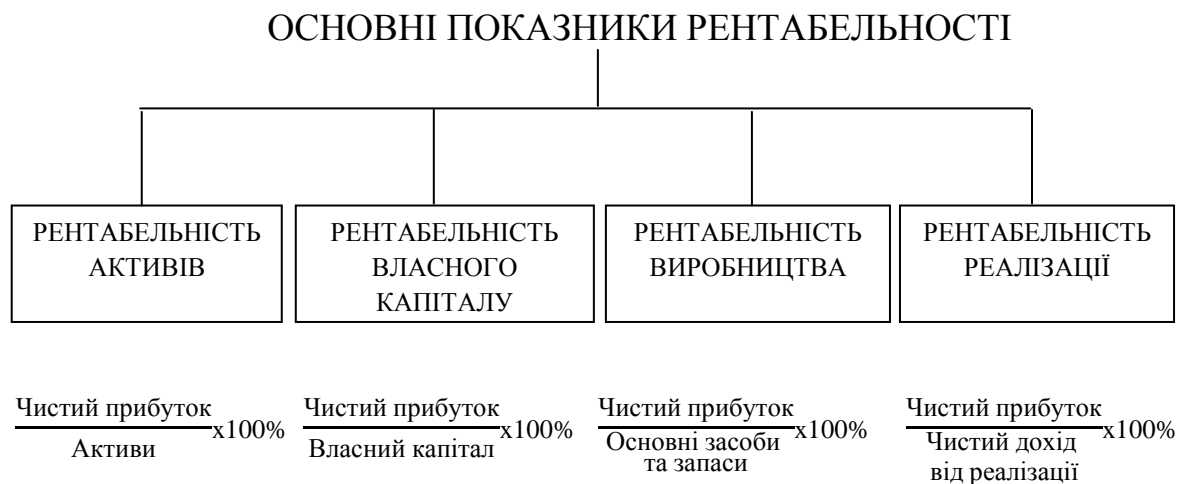 ОСНОВНІ ПОКАЗНИКИ РЕНТАБЕЛЬНОСТІ
РЕНТАБЕЛЬНІСТЬ
АКТИВІВ
РЕНТАБЕЛЬНІСТЬ
ВЛАСНОГО
КАПІТАЛУ
РЕНТАБЕЛЬНІСТЬ
ВИРОБНИЦТВА
РЕНТАБЕЛЬНІСТЬ
РЕАЛІЗАЦІЇ
Чистий прибуток
Активи
х100%
Чистий прибуток
Власний капітал
х100%
Чистий прибуток
Основні засоби
та запаси
х100%
Чистий прибуток
Чистий дохід
від реалізації
х100%